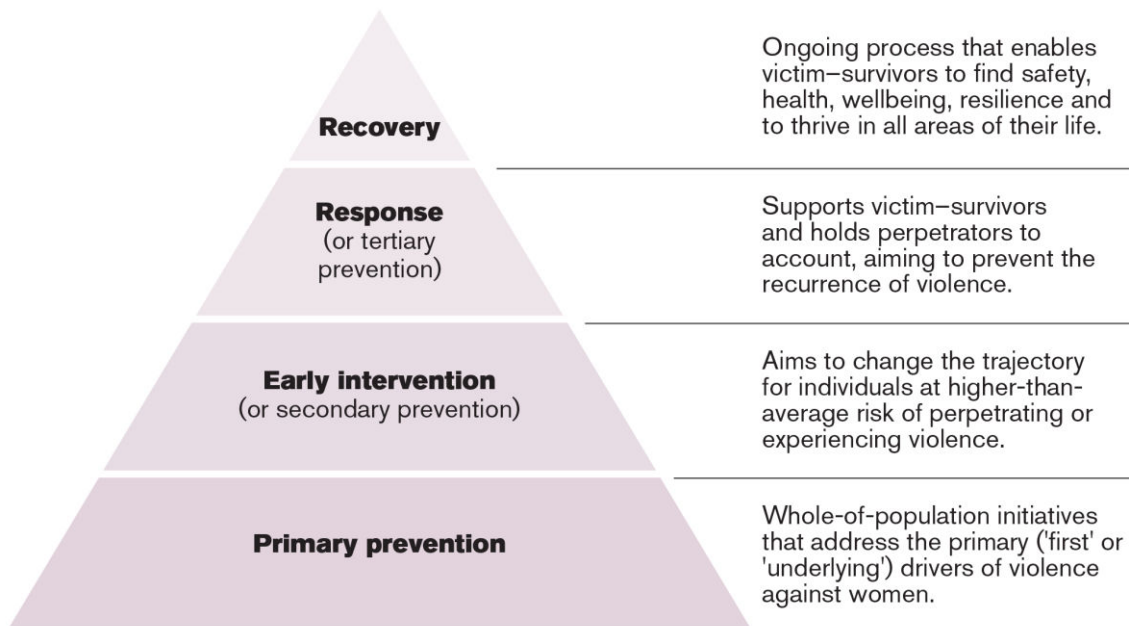 Recovery
Ongoing process that enables
victim–survivors to find safety,
health, wellbeing, resilience and
to thrive in all areas of their life.
Response
(or tertiary
prevention)
Supports victim–survivors
and holds perpetrators to
account, aiming to prevent the
recurrence of violence.
Early intervention
(or secondary prevention)
Aims to change the trajectory
for individuals at higher-than-
average risk of perpetrating or
experiencing violence.
Primary prevention
Whole-of-population initiatives
that address the primary ('first' or
'underlying') drivers of violence
against women.